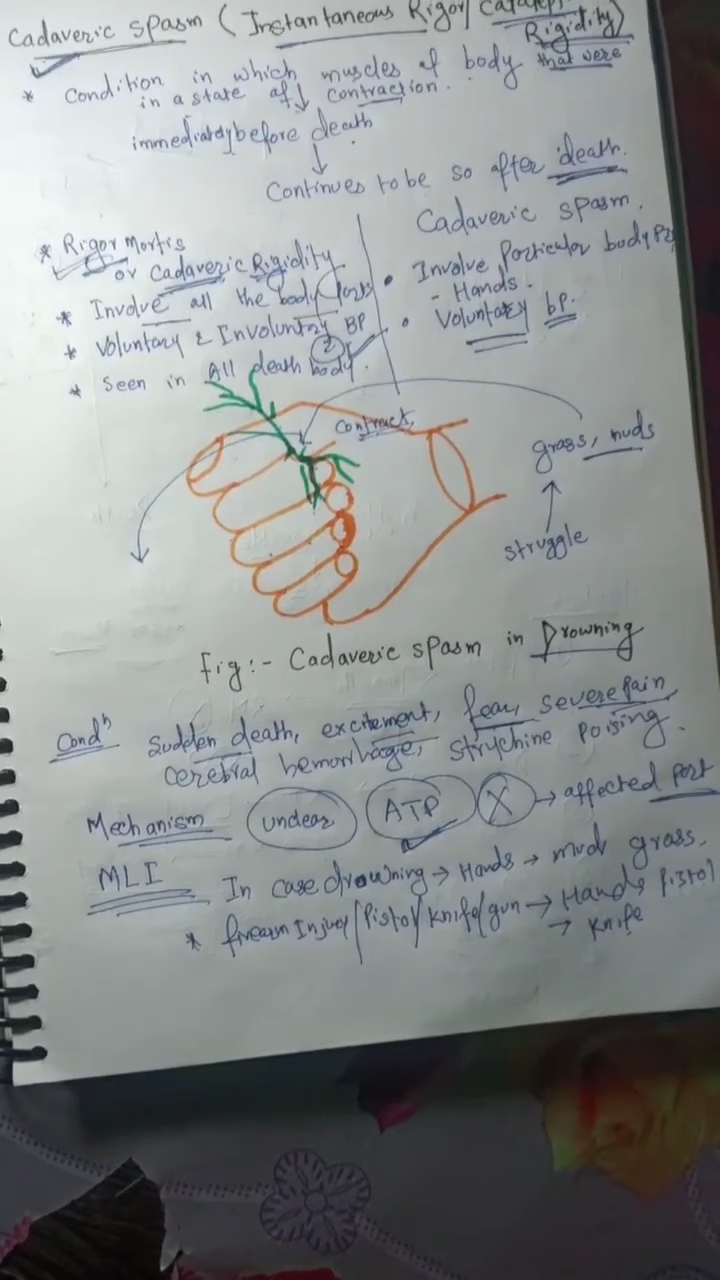 Cadaveric spasm (Instantaneous Rigor/
Rigidity)
* Condition in which muscles of body that were
in a state of contraction.
immediately before death
Continues to be so after death.
* Rigor mortis
or Cadaveric Rigidity
* Involve all the body parts
* Voluntary & Involuntry BP
* Seen in All death body.
2
Cadaveric spasm.
• Involve Particular body
- Hands -
• Voluntary bp.
Contract,
grass, muds
struggle
Fig:- Cadaveric spasm in Drowning
Condⁿ Sudden death, excitement, fear, severe pain
cerebral hemorrhage, strychine poising.
Mechanism unclear ATP X → affected part
MLI In case drowning → Hands → mud grass.
* firearm Injury/Pistol/knife/gun → Hands Pistol
→ knife